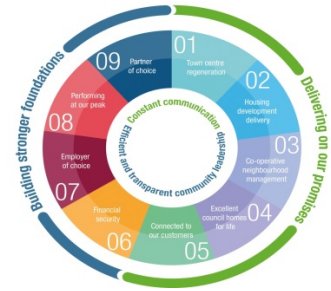 Building stronger foundations
Delivering on our promises
Constant communication
Efficient and transparent community leadership
01
Town centre
regeneration
02
Housing
development
delivery
03
Co-operative
neighbourhood
management
04
Excellent
council homes
for life
05
Connected to
our customers
06
Financial
security
07
Employer
of choice
08
Performing
at our peak
09
Partner
of choice